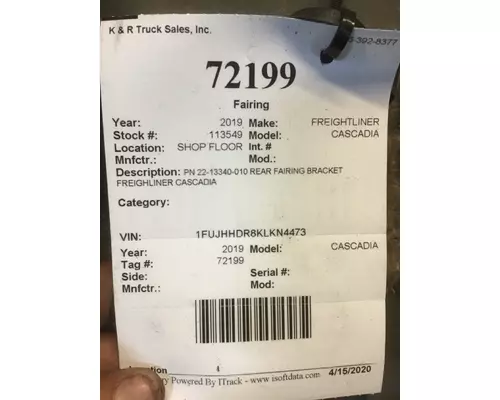 K & R Truck Sales, Inc.
392-8377
72199
Fairing
Year: 2019 Make: FREIGHTLINER
Stock #: 113549 Model: CASCADIA
Location: SHOP FLOOR Int. #
Mnfctr.: Mod.:
Description: PN 22-13340-010 REAR FAIRING BRACKET
FREIGHLINER CASCADIA
Category:
VIN: 1FUJHHDR8KLKN4473
Year: 2019 Model: CASCADIA
Tag #: 72199
Side: Serial #:
Mnfctr.: Mod:
4/15/2020
Powered By ITrack - www.isoftdata.com